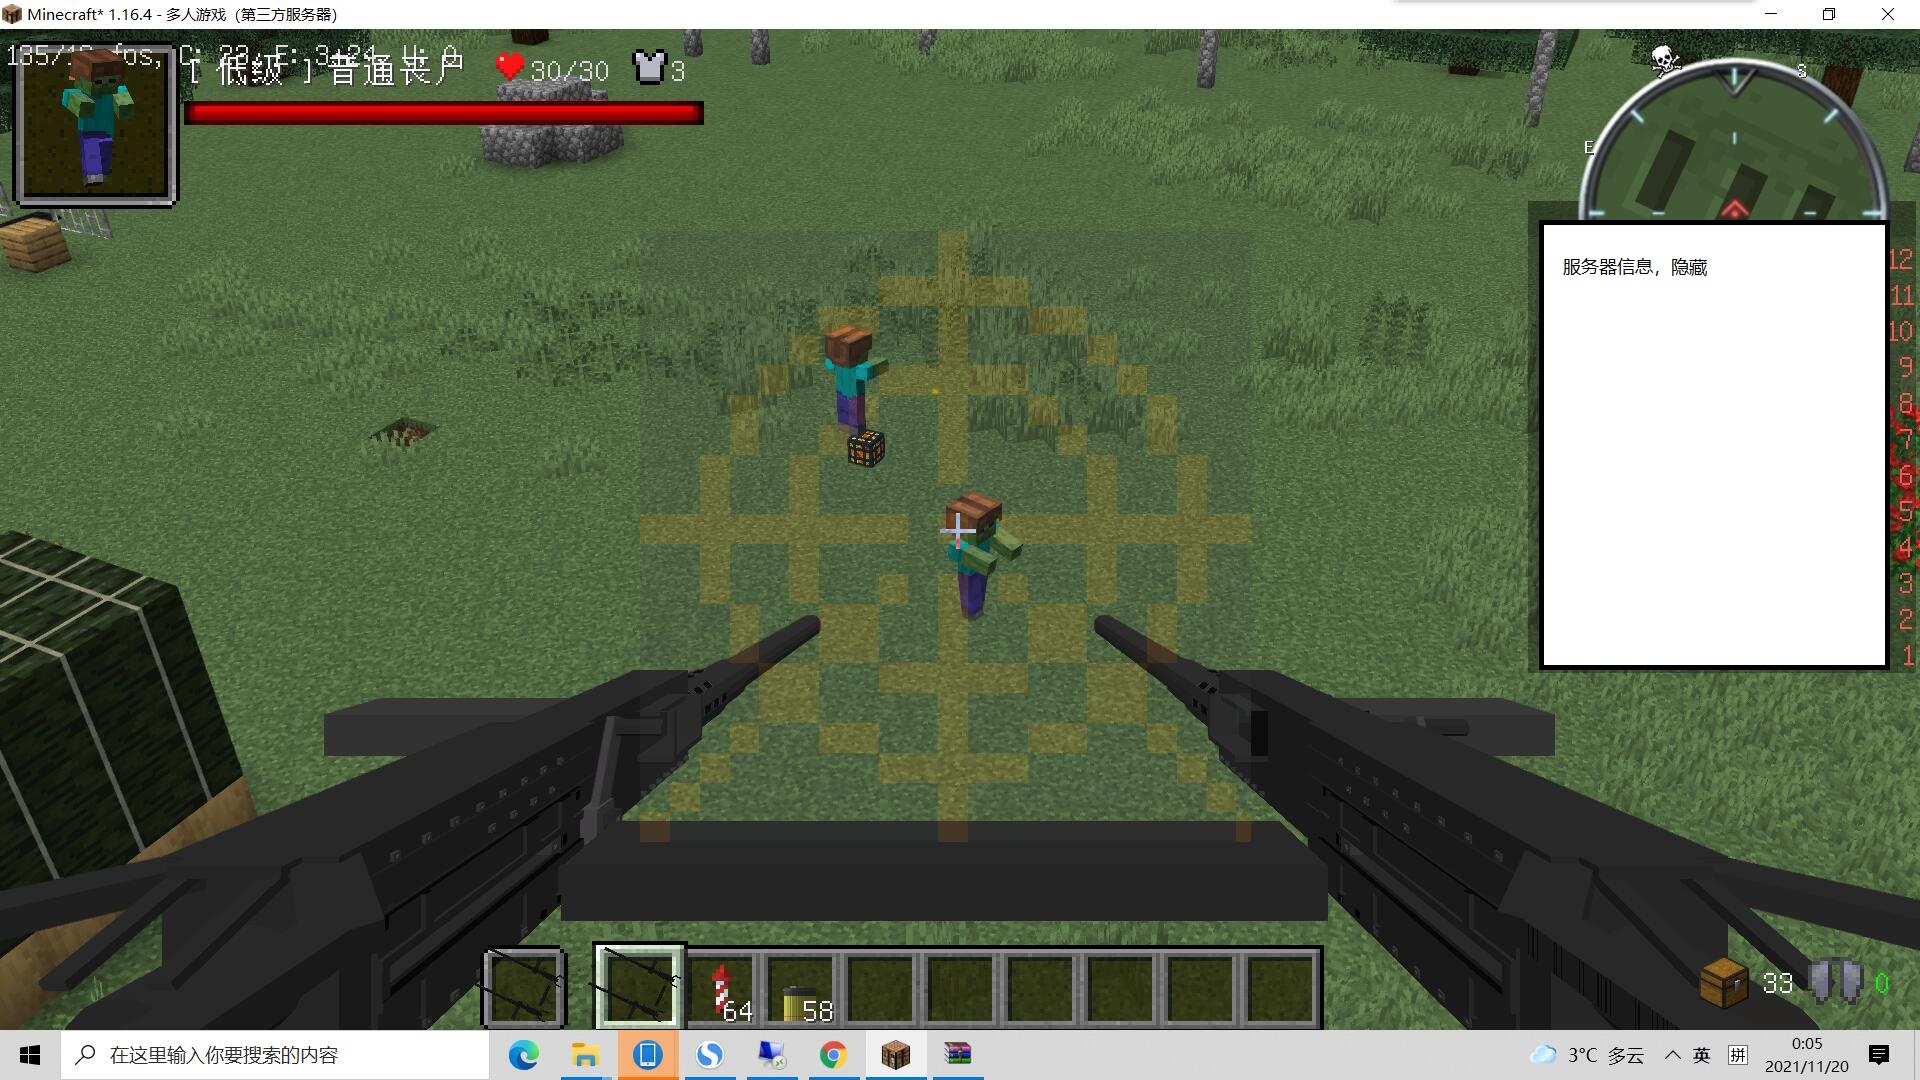 Minecraft* 1.16.4 - 多人游戏（第三方服务器）
[ 低级 ] 普通丧尸 30/30 3
S
E
服务器信息，隐藏
12
11
10
9
8
7
6
5
4
3
2
1
64
58
33
0
在这里输入你要搜索的内容
3°C 多云
英
拼
0:05
2021/11/20